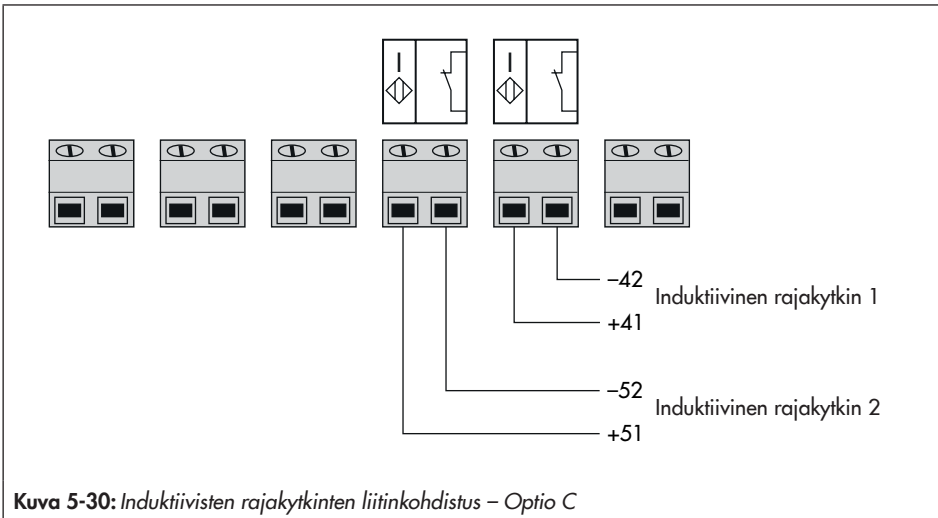 −42
Induktiivinen rajakytkin 1
+41
−52
Induktiivinen rajakytkin 2
+51
Kuva 5-30: Induktiivisten rajakytkinten liitinkohdistus – Optio C